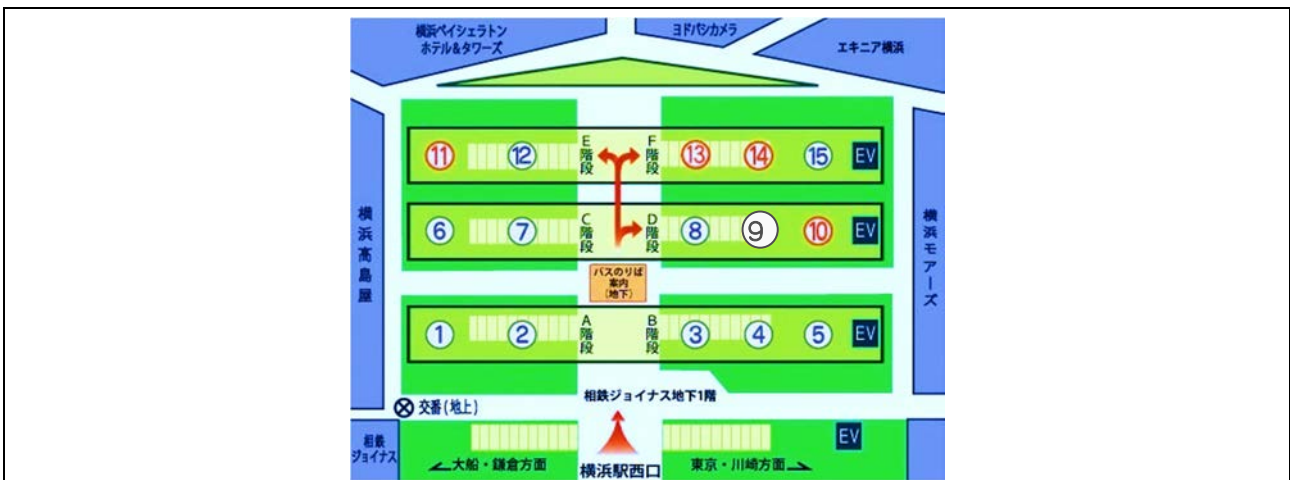 横浜ベイシェラトン
ホテル&タワーズ
ヨドバシカメラ
エキニア横浜
⑪
⑫
E階段
F階段
⑬
⑭
⑮
EV
横浜高島屋
⑥
⑦
C階段
D階段
⑧
⑨
⑩
EV
横浜モアーズ
バスのりば
案内
(地下)
①
②
A階段
B階段
③
④
⑤
EV
相鉄ジョイナス地下1階
交番(地上)
相鉄
ジョイナス
EV
←大船・鎌倉方面
横浜駅西口
東京・川崎方面→